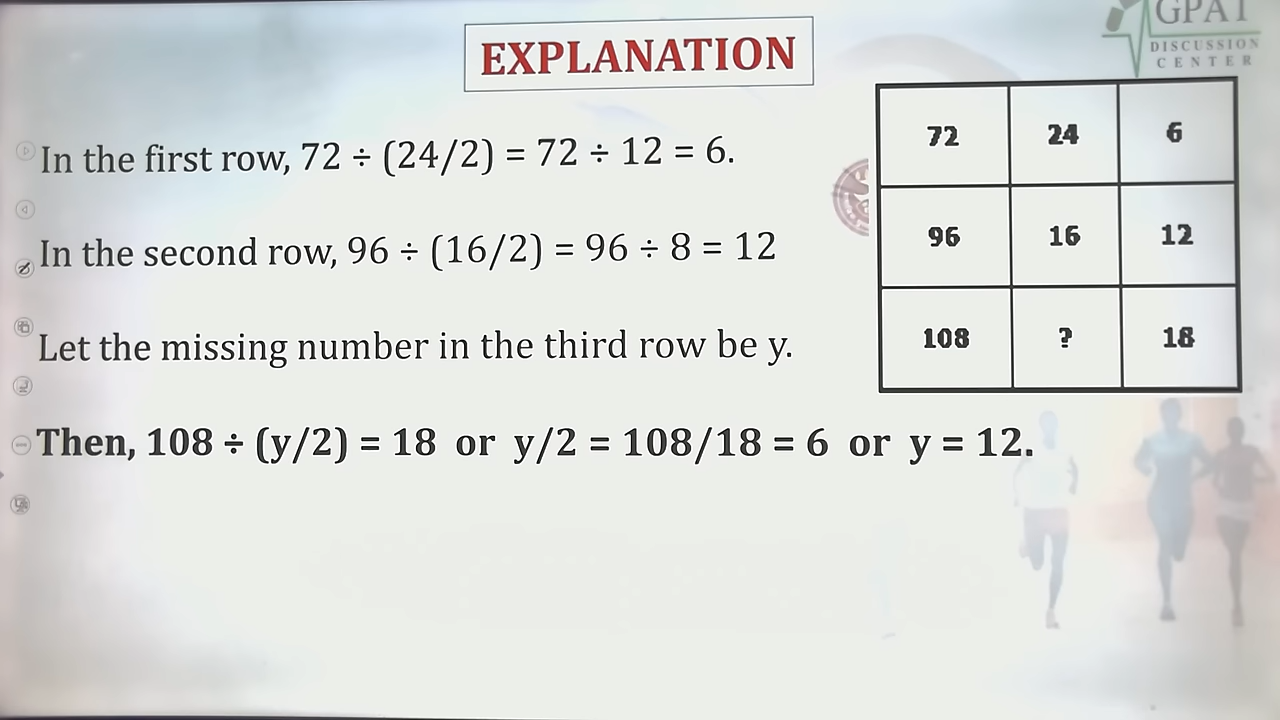 EXPLANATION
GPAT
DISCUSSION
CENTER
In the first row, 72 ÷ (24/2) = 72 ÷ 12 = 6.
In the second row, 96 ÷ (16/2) = 96 ÷ 8 = 12
Let the missing number in the third row be y.
Then, 108 ÷ (y/2) = 18 or y/2 = 108/18 = 6 or y = 12.
72 24 6
96 16 12
108 ? 18